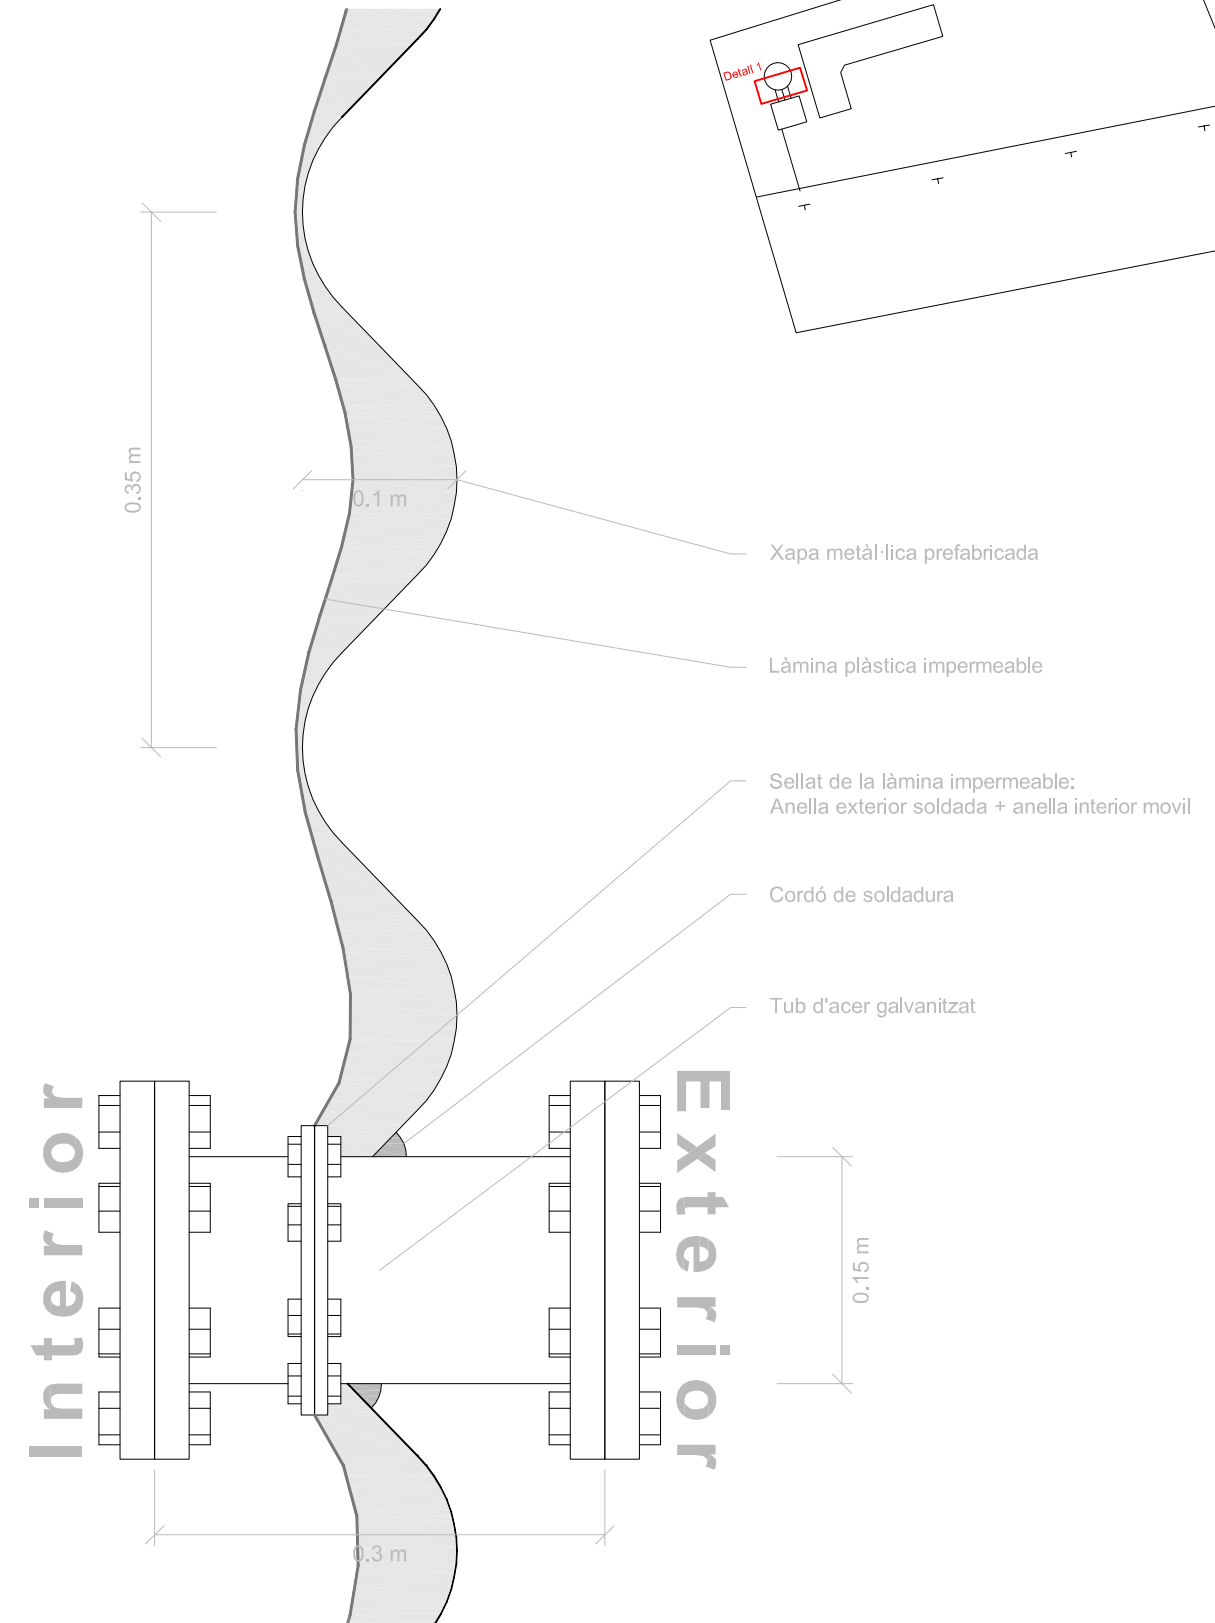 Detall 1
0.35 m
0.1 m
Xapa metàl·lica prefabricada
Làmina plàstica impermeable
Sellat de la làmina impermeable:
Anella exterior soldada + anella interior movil
Cordó de soldadura
Tub d'acer galvanitzat
Interior
Exterior
0.15 m
0.3 m